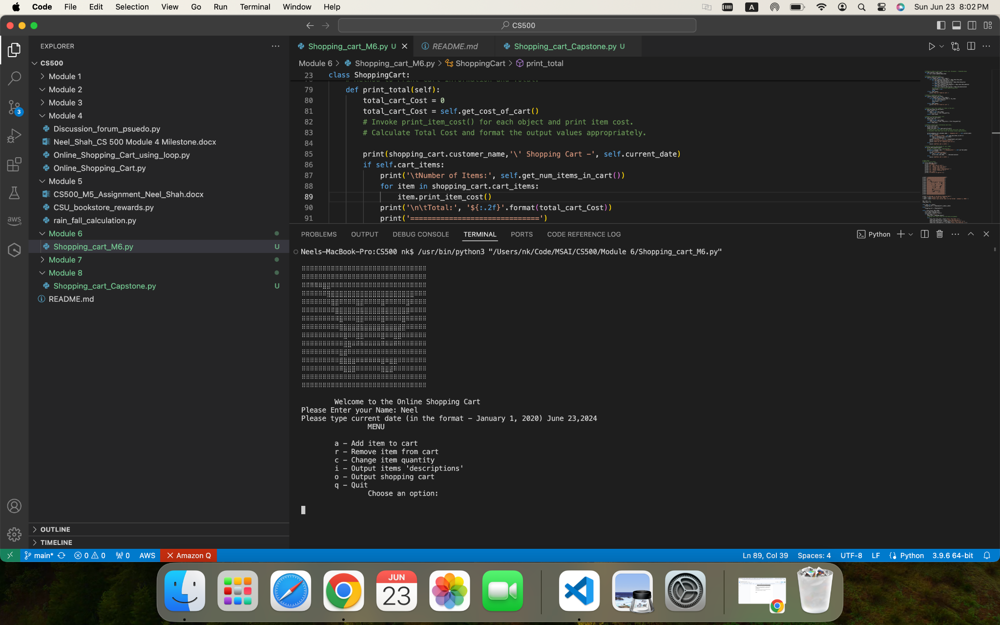 Code File Edit Selection View Go Run Terminal Window Help A Sun Jun 23 8:02 PM
CS500
EXPLORER
CS500
Module 1
Module 2
Module 3
Module 4
Discussion_forum_psuedo.py
Neel_Shah_CS 500 Module 4 Milestone.docx
Online_Shopping_Cart_using_loop.py
Online_Shopping_Cart.py
Module 5
CS500_M5_Assignment_Neel_Shah.docx
CSU_bookstore_rewards.py
rain_fall_calculation.py
Module 6
Shopping_cart_M6.py U
Module 7
Module 8
Shopping_cart_Capstone.py U
README.md
OUTLINE
TIMELINE
3
aws
Shopping_cart_M6.py U README.md Shopping_cart_Capstone.py U
Module 6 > Shopping_cart_M6.py > ShoppingCart > print_total
23 class ShoppingCart:
79 def print_total(self):
80 total_cart_Cost = 0
81 total_cart_Cost = self.get_cost_of_cart()
82 # Invoke print_item_cost() for each object and print item cost.
83 # Calculate Total Cost and format the output values appropriately.
84
85 print(shopping_cart.customer_name,'\' Shopping Cart -', self.current_date)
86 if self.cart_items:
87 print('\tNumber of Items:', self.get_num_items_in_cart())
88 for item in shopping_cart.cart_items:
89 item.print_item_cost()
90 print('\n\tTotal:', '${:.2f}'.format(total_cart_Cost))
91 print('==============================')
PROBLEMS OUTPUT DEBUG CONSOLE TERMINAL PORTS CODE REFERENCE LOG Python
Neels-MacBook-Pro:CS500 nk$ /usr/bin/python3 "/Users/nk/Code/MSAI/CS500/Module 6/Shopping_cart_M6.py"
Welcome to the Online Shopping Cart
Please Enter your Name: Neel
Please type current date (in the format - January 1, 2020) June 23,2024
MENU
a - Add item to cart
r - Remove item from cart
c - Change item quantity
i - Output items 'descriptions'
o - Output shopping cart
q - Quit
Choose an option:
main* 0 0 0 AWS Amazon Q Ln 89, Col 39 Spaces: 4 UTF-8 LF Python 3.9.6 64-bit
JUN
23